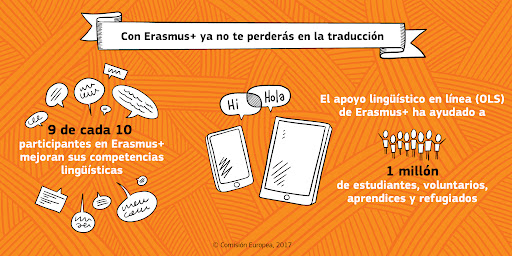 Con Erasmus+ ya no te perderás en la traducción
9 de cada 10
participantes en Erasmus+
mejoran sus competencias
lingüísticas
Hi
Hola
El apoyo lingüístico en línea (OLS)
de Erasmus+ ha ayudado a
1 millón
de estudiantes, voluntarios,
aprendices y refugiados
© Comisión Europea, 2017